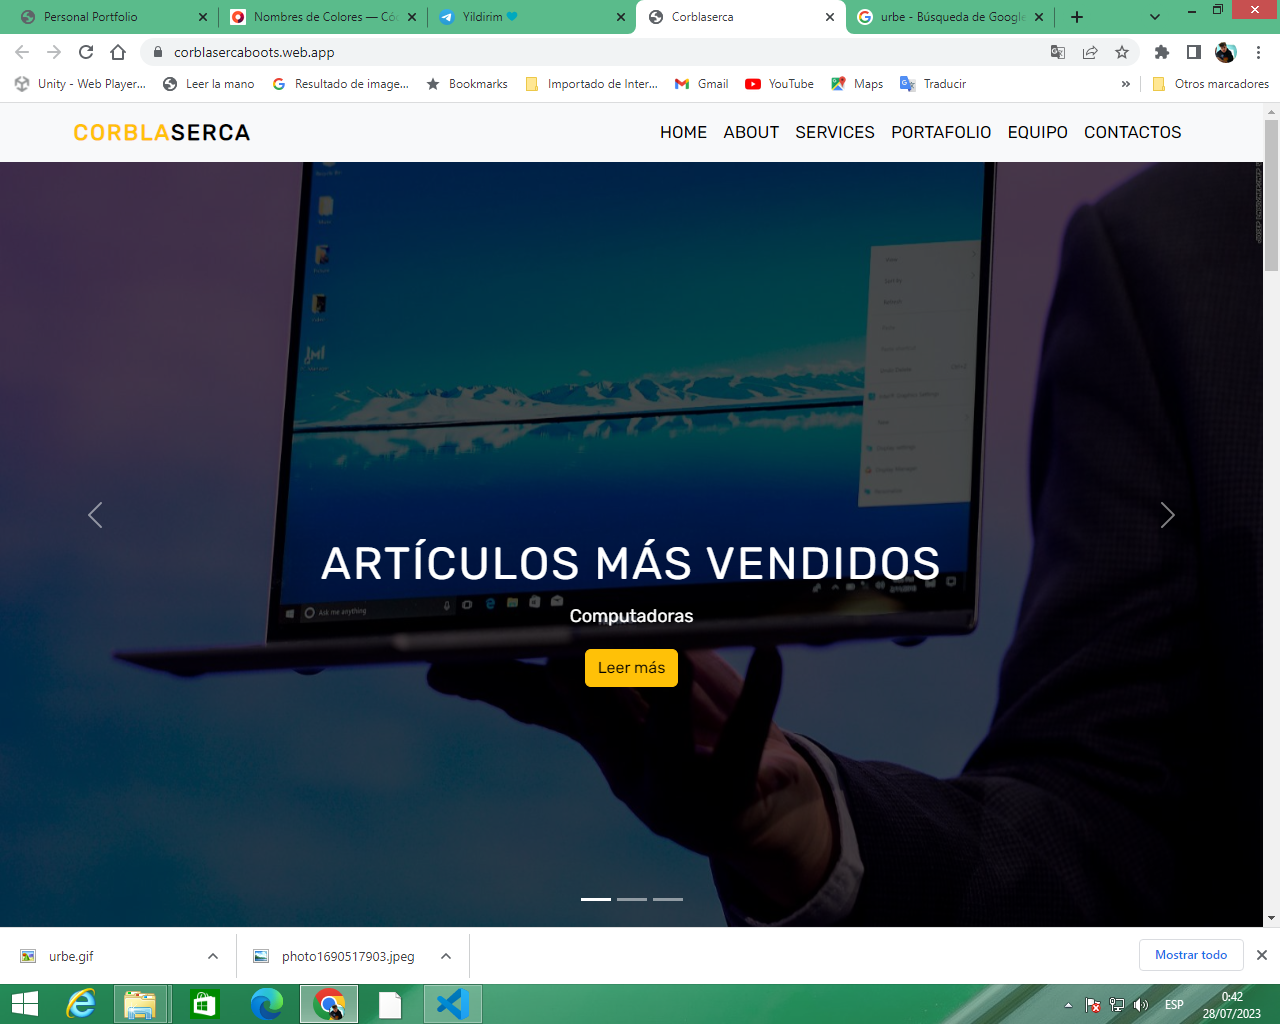 Personal Portfolio
Nombres de Colores — Cóc
Yildirim
Corblaserca
urbe - Búsqueda de Google
corblasercaboots.web.app
Unity - Web Player...
Leer la mano
Resultado de image...
Bookmarks
Importado de Inter...
Gmail
YouTube
Maps
Traducir
»
Otros marcadores
CORBLASERCA
HOME ABOUT SERVICES PORTAFOLIO EQUIPO CONTACTOS
ARTÍCULOS MÁS VENDIDOS
Ask me anything
Computadoras
Leer más
urbe.gif
photo1690517903.jpeg
Mostrar todo
ESP
0:42
28/07/2023